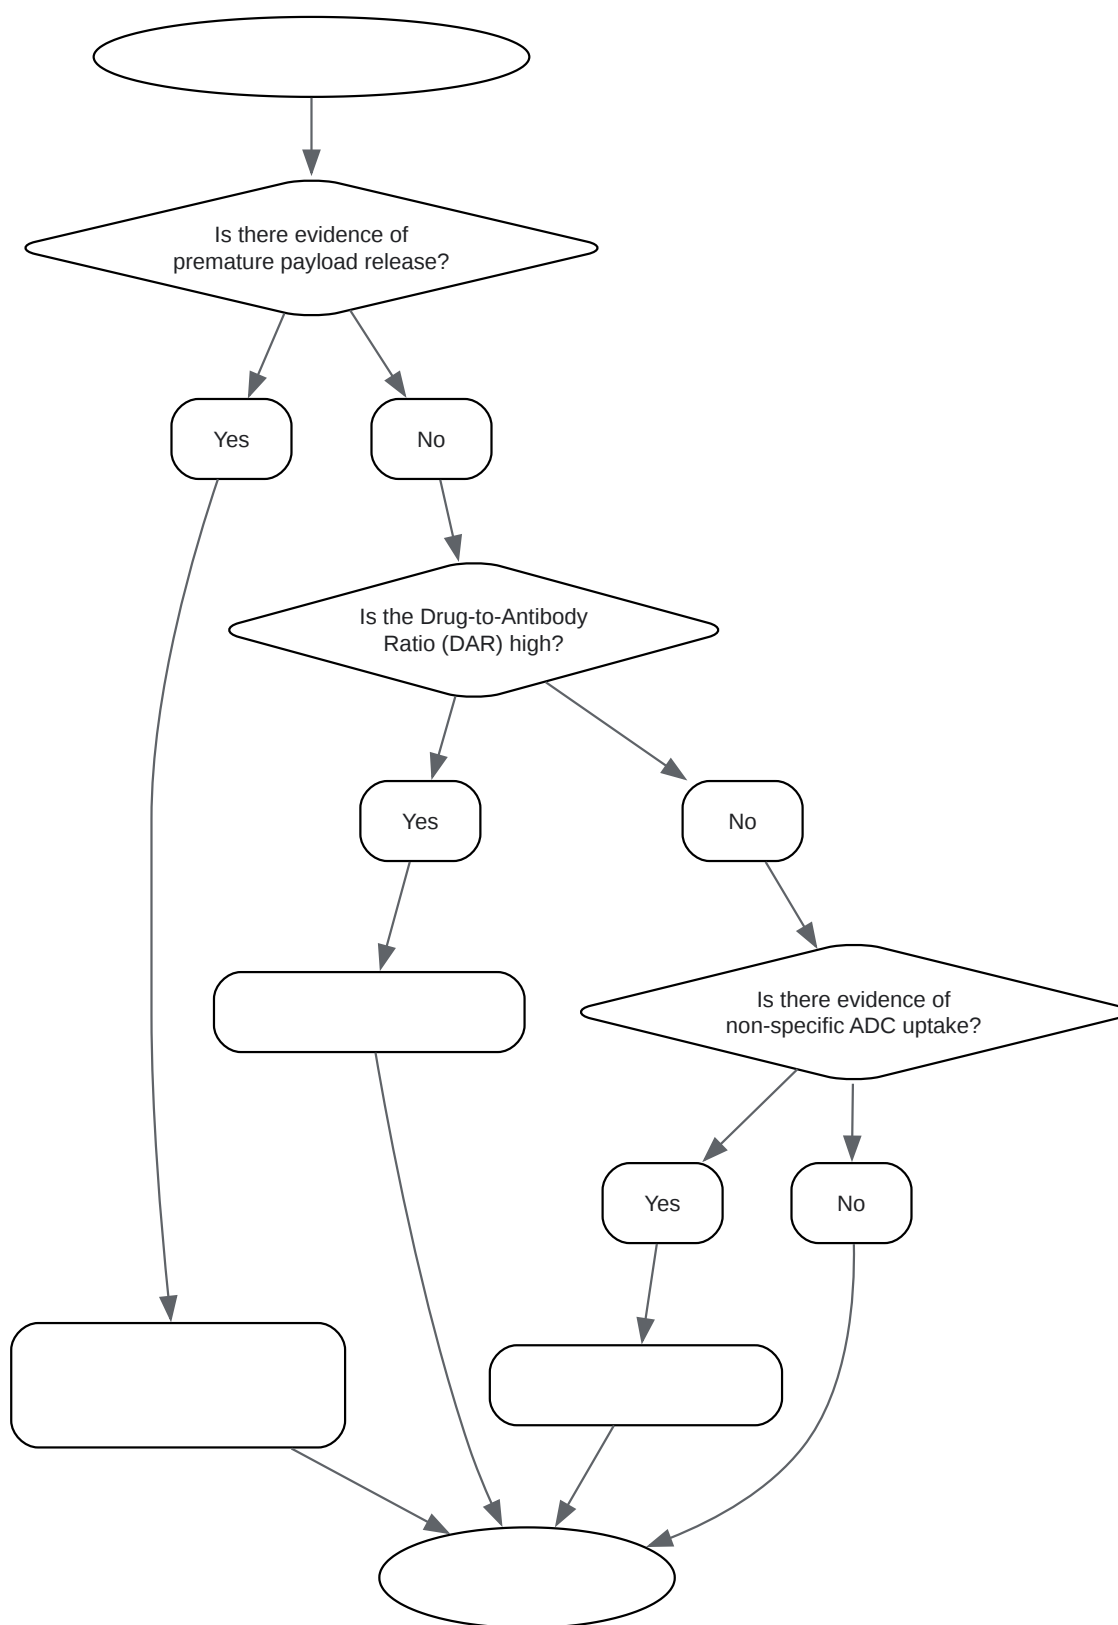 Is there evidence of
premature payload release?
Yes
No
Is the Drug-to-Antibody
Ratio (DAR) high?
Yes
No
Is there evidence of
non-specific ADC uptake?
Yes
No